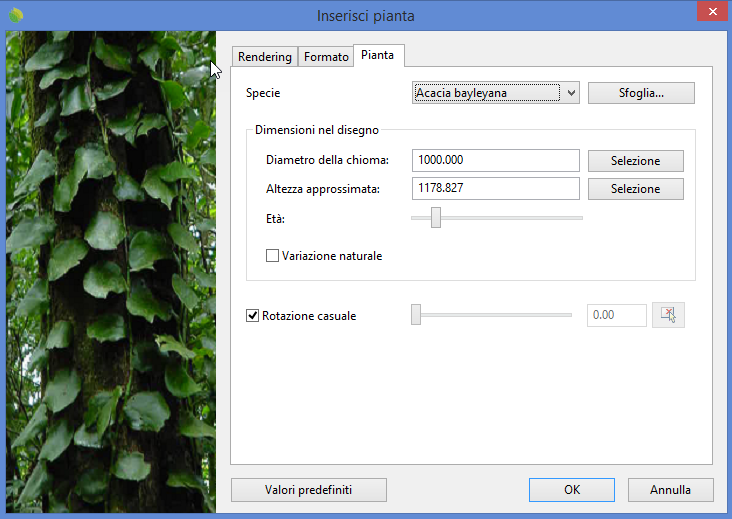 Inserisci pianta
Rendering Formato Pianta
Specie Acacia bayleyana Sfoglia...
Dimensioni nel disegno
Diametro della chioma: 1000.000 Selezione
Altezza approssimata: 1178.827 Selezione
Età:
Variazione naturale
Rotazione casuale 0.00
Valori predefiniti OK Annulla